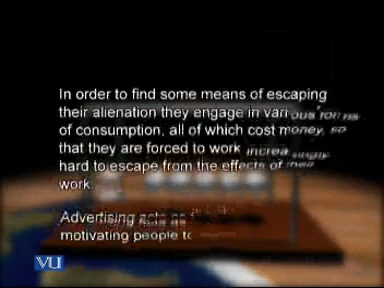 In order to find some means of escaping
their alienation they engage in various forms
of consumption, all of which cost money, so
that they are forced to work increasingly
hard to escape from the effects of their
work.
Advertising acts as
motivating people to
VU